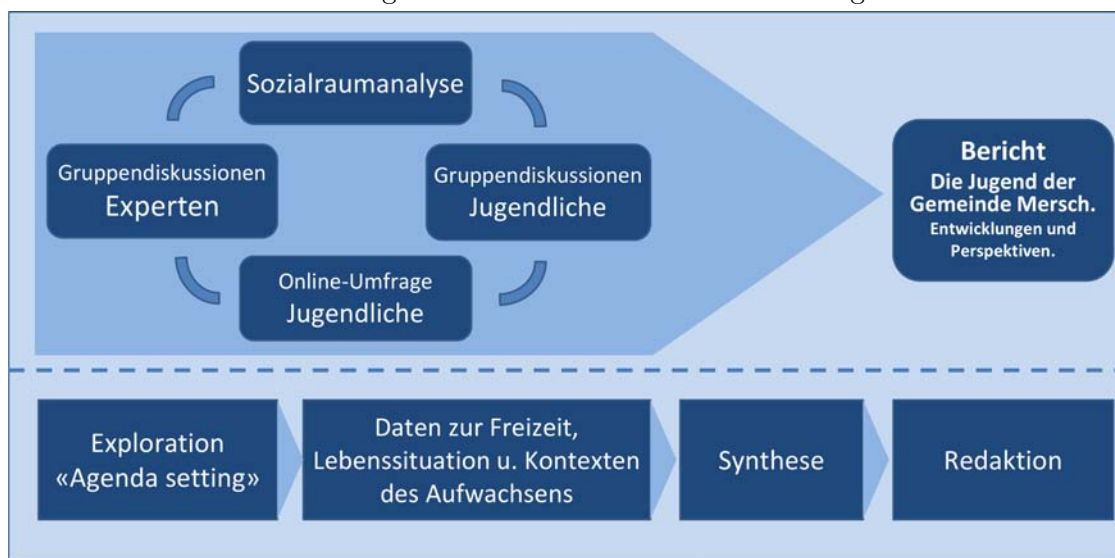 Sozialraumanalyse
Gruppendiskussionen
Experten
Gruppendiskussionen
Jugendliche
Online-Umfrage
Jugendliche
Bericht
Die Jugend der
Gemeinde Mersch.
Entwicklungen und
Perspektiven.
Exploration
«Agenda setting»
Daten zur Freizeit,
Lebenssituation u. Kontexten
des Aufwachsens
Synthese
Redaktion